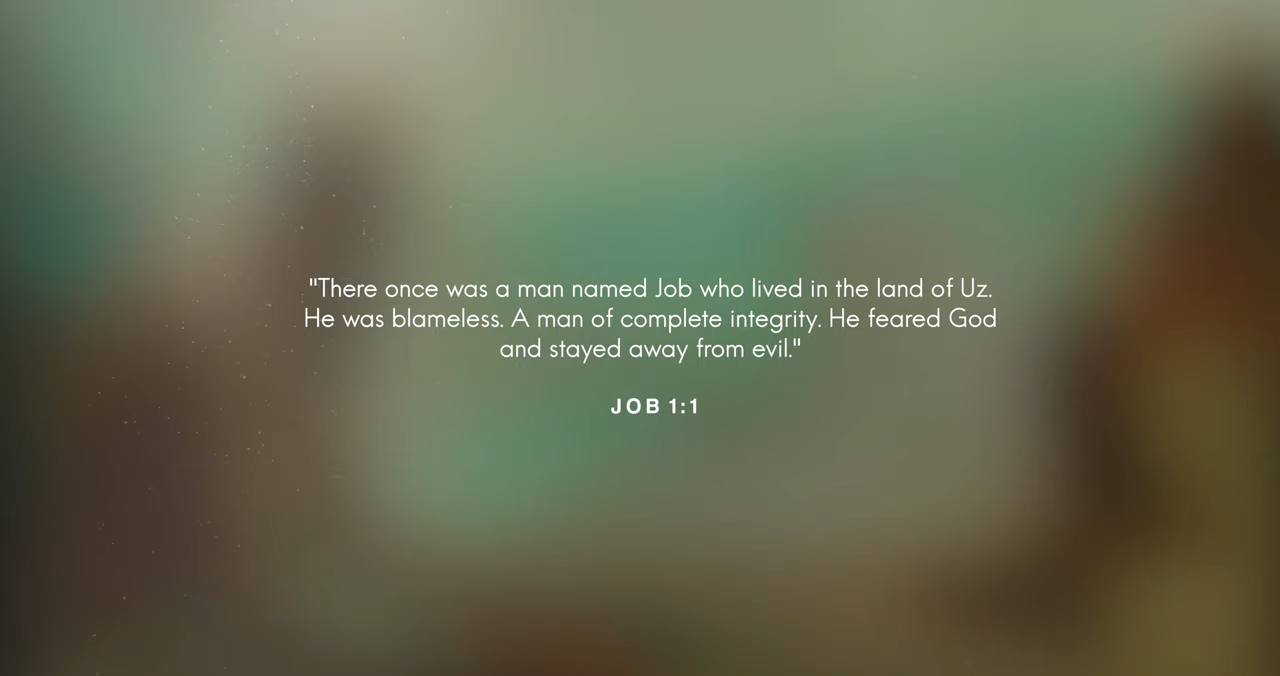 "There once was a man named Job who lived in the land of Uz.
He was blameless. A man of complete integrity. He feared God
and stayed away from evil."
JOB 1:1